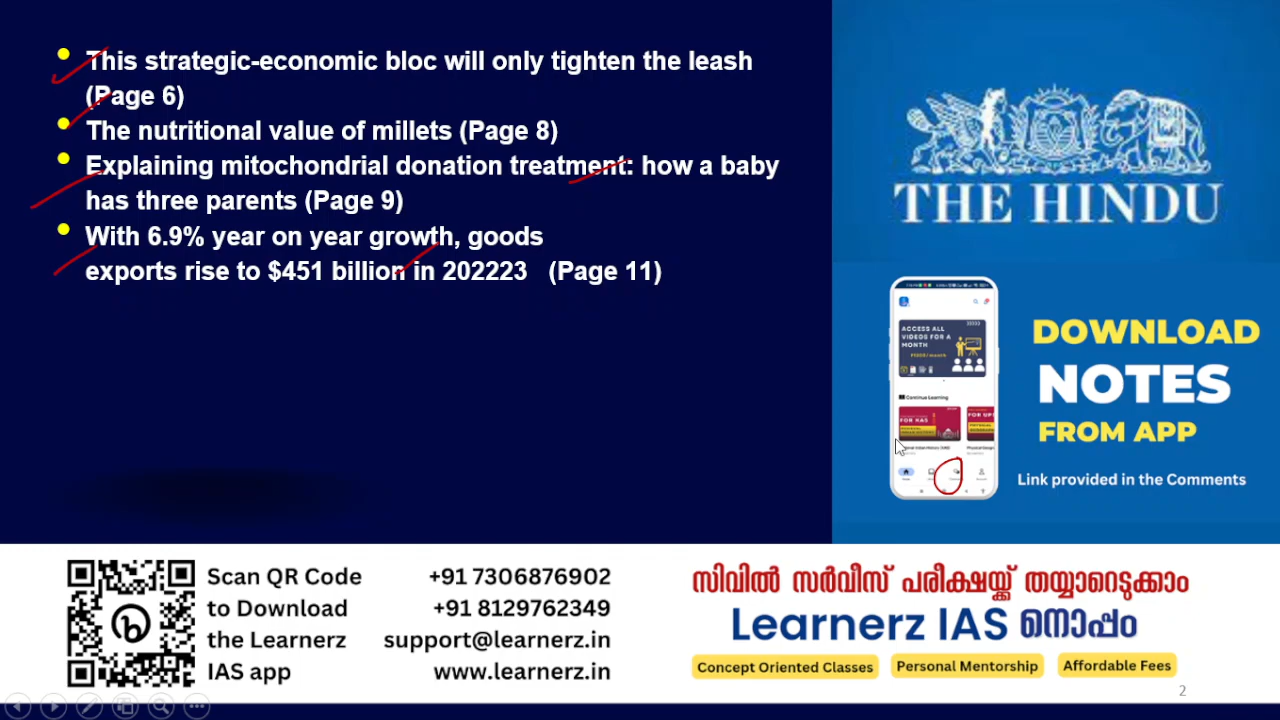 This strategic-economic bloc will only tighten the leash
(Page 6)
The nutritional value of millets (Page 8)
Explaining mitochondrial donation treatment: how a baby
has three parents (Page 9)
With 6.9% year on year growth, goods
exports rise to $451 billion in 202223 (Page 11)
THE HINDU
ACCESS ALL
VIDEOS FOR A
MONTH
Continue Learning
FOR HAS
DOWNLOAD
NOTES
FROM APP
Link provided in the Comments
Scan QR Code
to Download
the Learnerz
IAS app
+91 7306876902
+91 8129762349
support@learnerz.in
www.learnerz.in
സിവിൽ സർവീസ് പരീക്ഷയ്ക്ക് തയ്യാറെടുക്കാം
Learnerz IAS നൊപ്പം
Concept Oriented Classes
Personal Mentorship
Affordable Fees
2